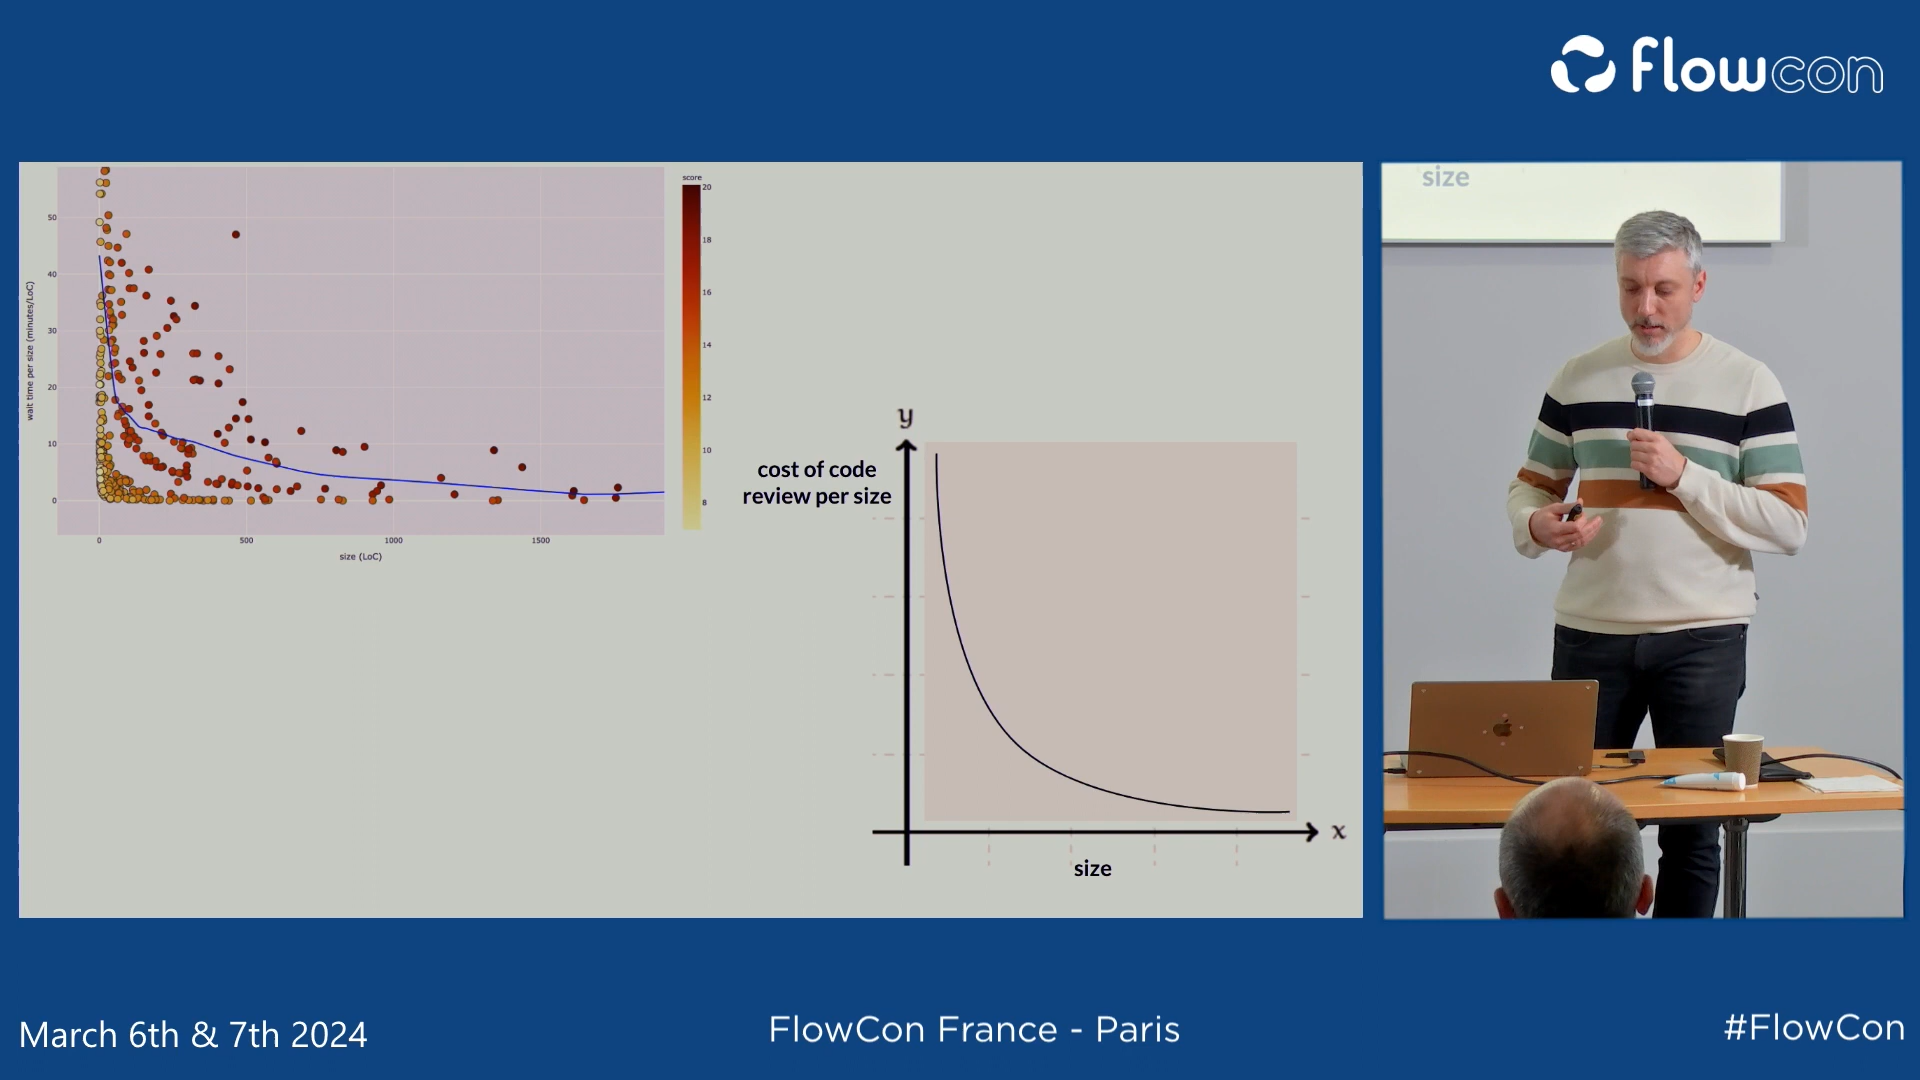 flowcon
score
20
18
16
14
12
10
8
50
40
30
20
10
0
wait time per size (minutes/LoC)
0 500 1000 1500
size (LoC)
y
cost of code
review per size
x
size
size
March 6th & 7th 2024
FlowCon France - Paris
#FlowCon